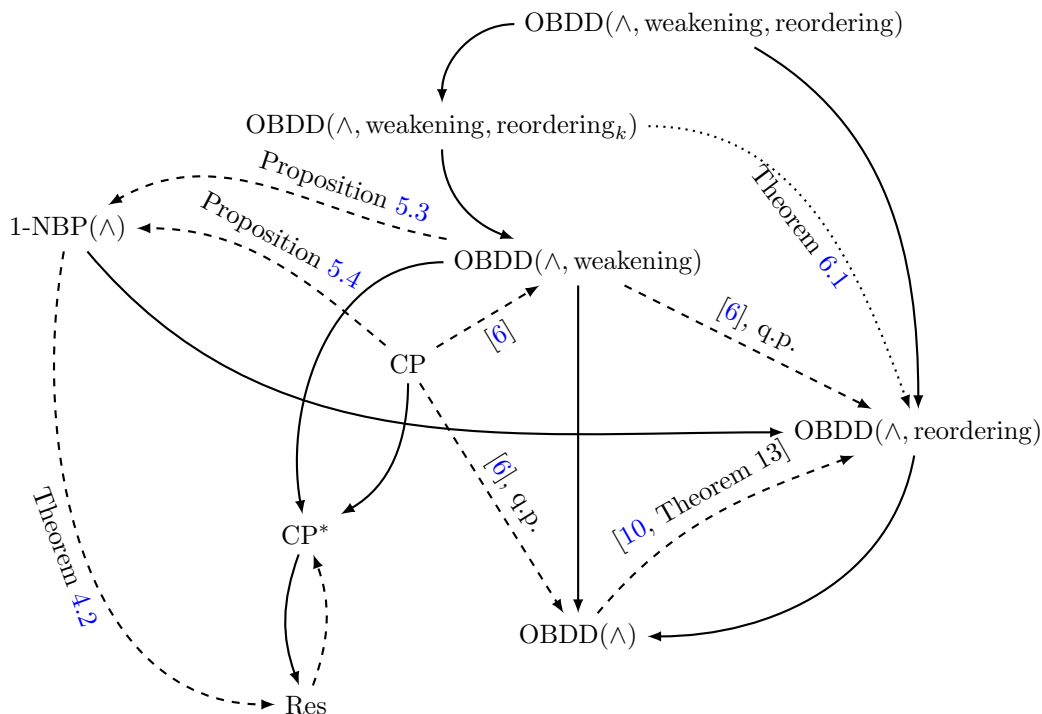 OBDD(∧, weakening, reordering)
OBDD(∧, weakening, reordering_k)
Proposition 5.3
Theorem 6.1
1-NBP(∧)
Proposition 5.4
OBDD(∧, weakening)
[6]
[6], q.p.
CP
OBDD(∧, reordering)
[6], q.p.
[10, Theorem 13]
Theorem 4.2
CP*
OBDD(∧)
Res